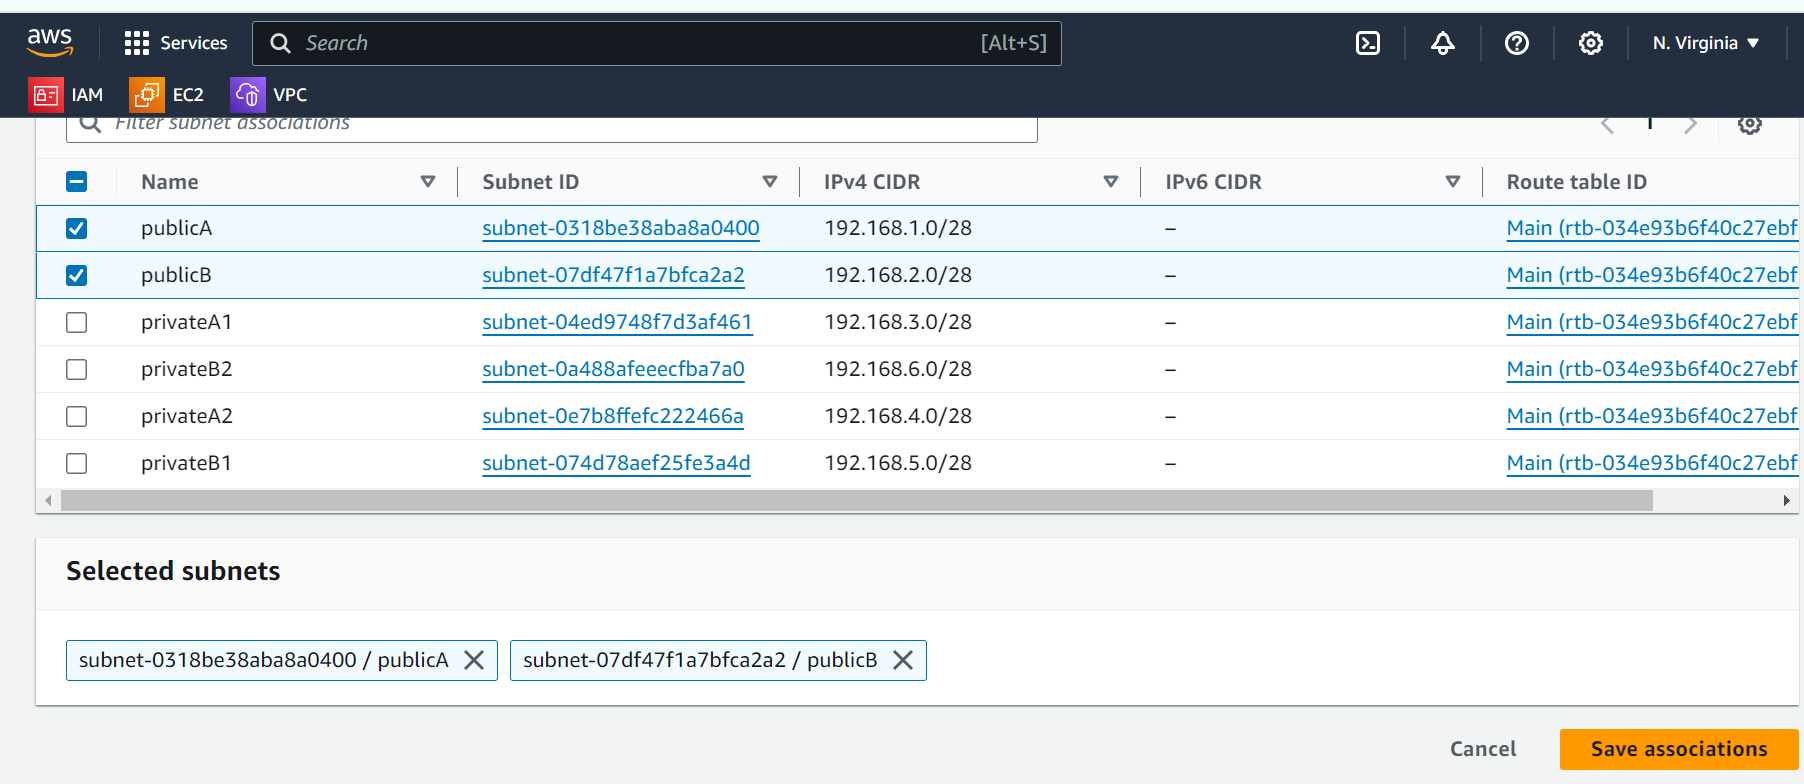 aws Services Search [Alt+S] N. Virginia
IAM EC2 VPC
Filter subnet associations 1
Name Subnet ID IPv4 CIDR IPv6 CIDR Route table ID
publicA subnet-0318be38aba8a0400 192.168.1.0/28 – Main (rtb-034e93b6f40c27ebf
publicB subnet-07df47f1a7bfca2a2 192.168.2.0/28 – Main (rtb-034e93b6f40c27ebf
privateA1 subnet-04ed9748f7d3af461 192.168.3.0/28 – Main (rtb-034e93b6f40c27ebf
privateB2 subnet-0a488afeeecfba7a0 192.168.6.0/28 – Main (rtb-034e93b6f40c27ebf
privateA2 subnet-0e7b8ffefc222466a 192.168.4.0/28 – Main (rtb-034e93b6f40c27ebf
privateB1 subnet-074d78aef25fe3a4d 192.168.5.0/28 – Main (rtb-034e93b6f40c27ebf
Selected subnets
subnet-0318be38aba8a0400 / publicA subnet-07df47f1a7bfca2a2 / publicB
Cancel Save associations